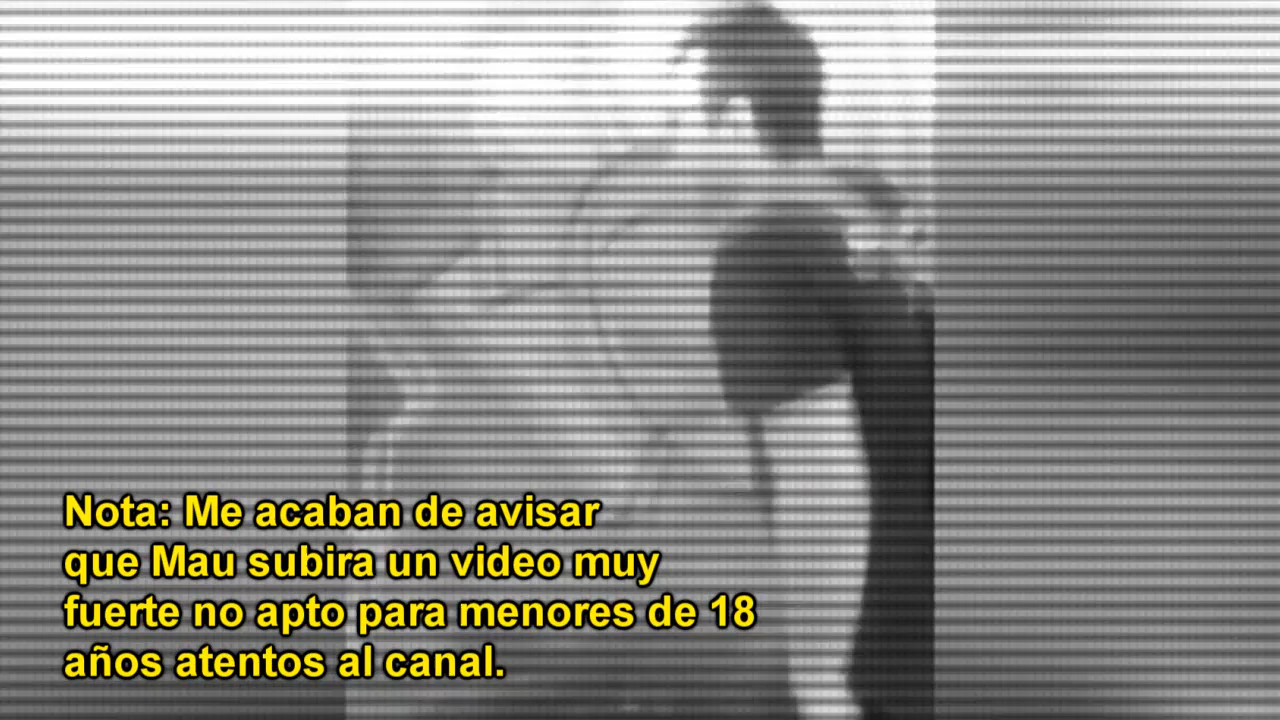 Nota: Me acaban de avisar
que Mau subira un video muy
fuerte no apto para menores de 18
años atentos al canal.